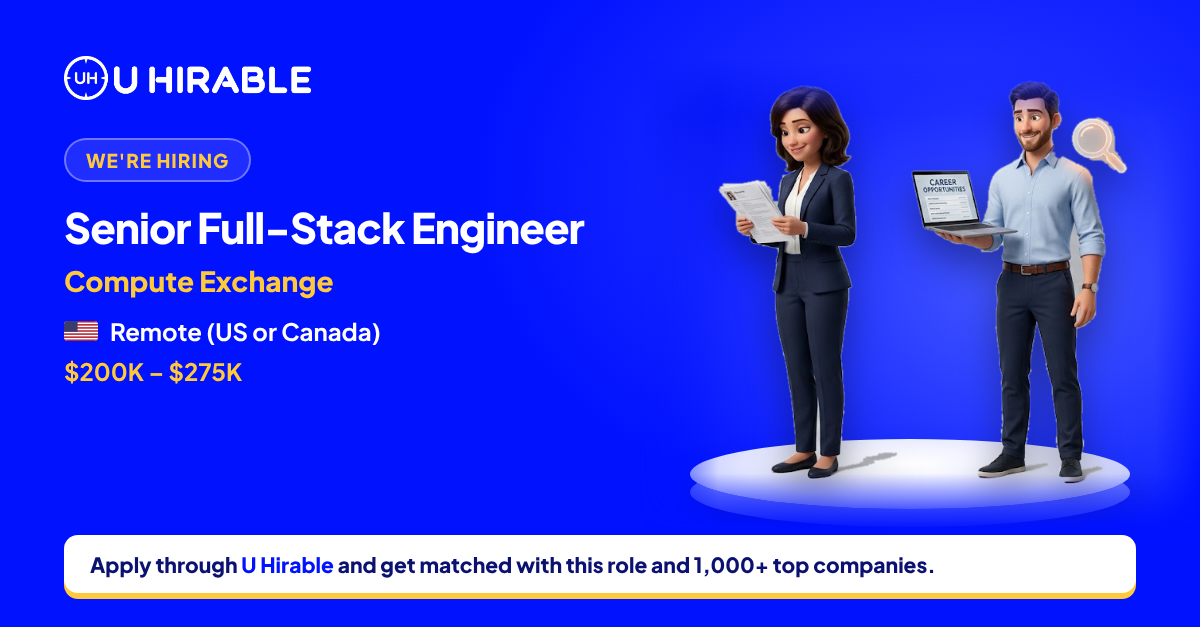 UH U HIRABLE
WE'RE HIRING
Senior Full-Stack Engineer
Compute Exchange
Remote (US or Canada)
$200K – $275K
CAREER
OPPORTUNITIES
Apply through U Hirable and get matched with this role and 1,000+ top companies.